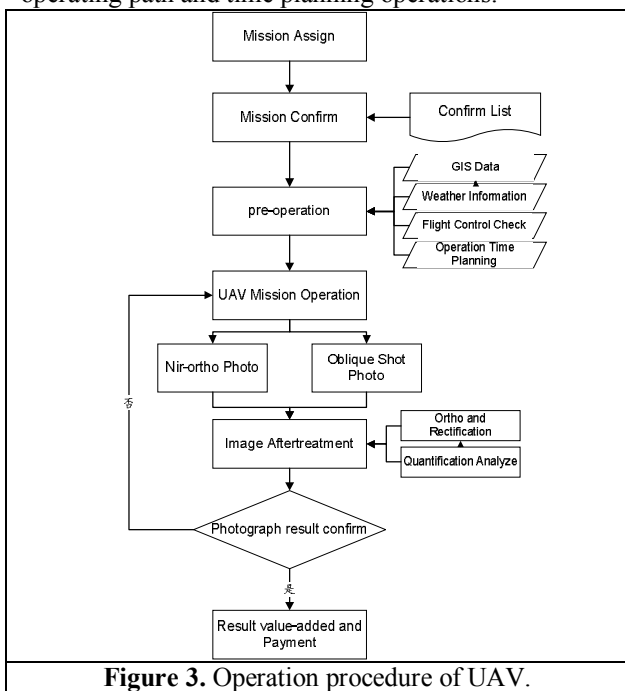 operating path and time planning operations.
Mission Assign
Mission Confirm
Confirm List
GIS Data
Weather Information
pre-operation
Flight Control Check
Operation Time
Planning
UAV Mission Operation
Nir-ortho Photo
Oblique Shot
Photo
否
Ortho and
Rectification
Image Aftertreatment
Quantification Analyze
Photograph result confirm
是
Result value-added and
Payment
Figure 3. Operation procedure of UAV.